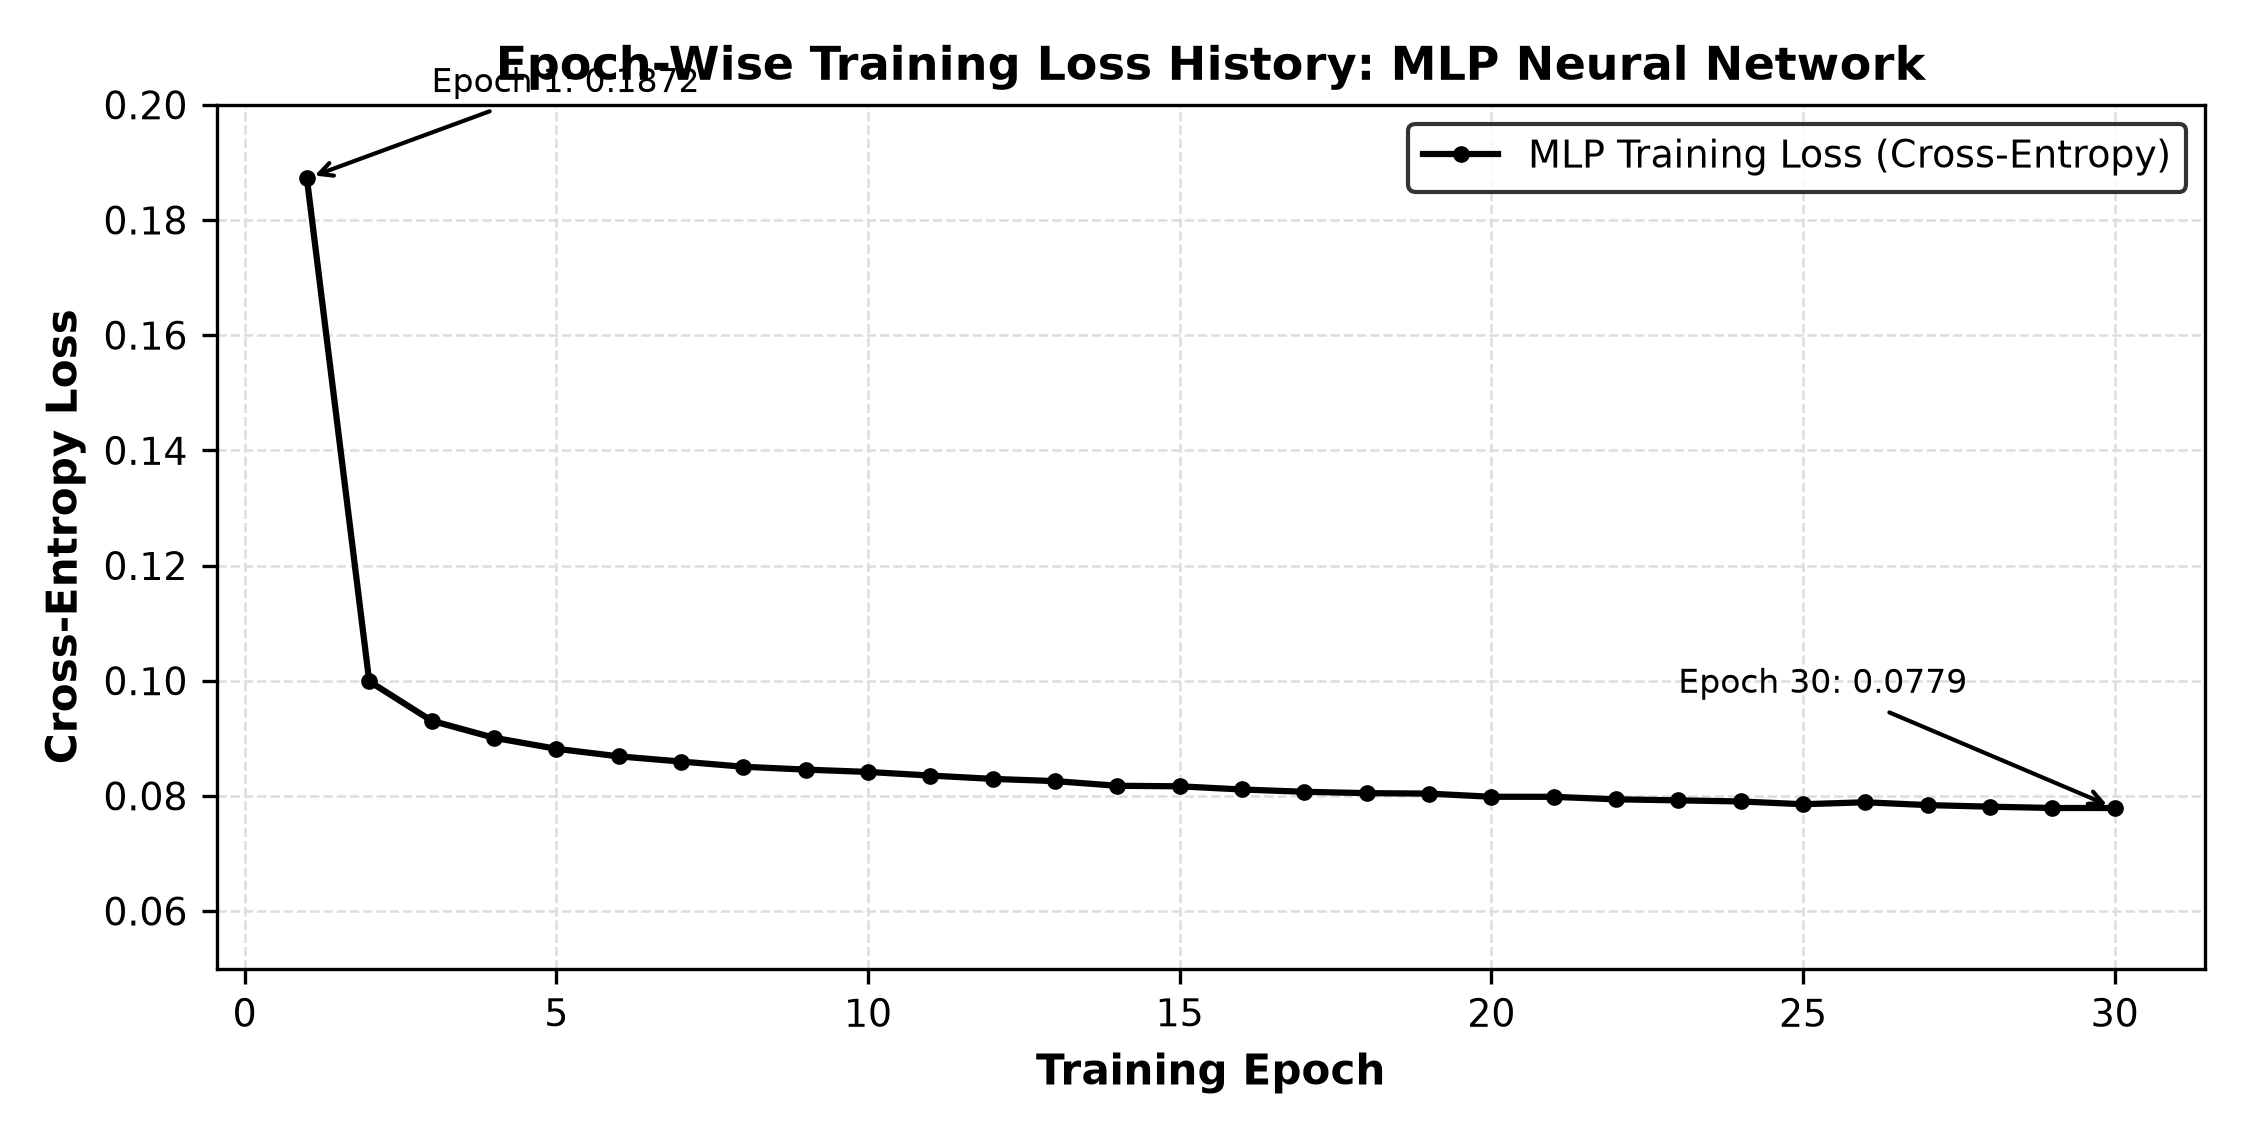 Epoch-Wise Training Loss History: MLP Neural Network
Epoch 1: 0.1872
MLP Training Loss (Cross-Entropy)
Epoch 30: 0.0779
Cross-Entropy Loss
0.20
0.18
0.16
0.14
0.12
0.10
0.08
0.06
0 5 10 15 20 25 30
Training Epoch